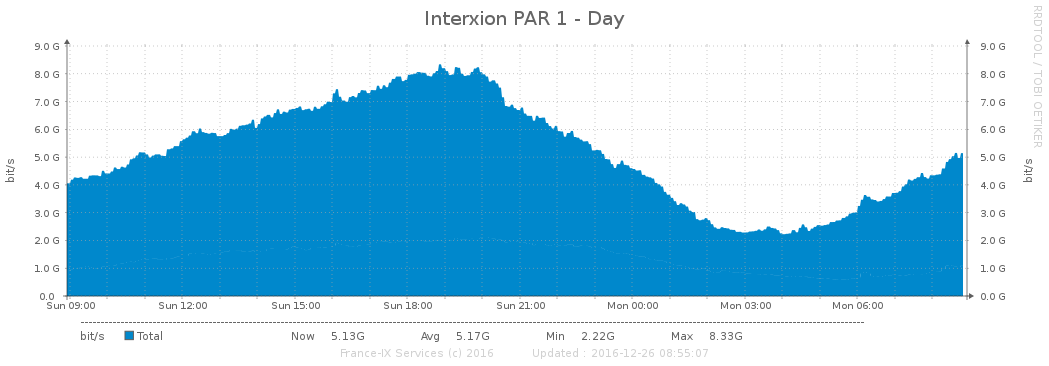 Interxion PAR 1 - Day
RRDTOOL / TOBI OETIKER
bit/s
9.0 G 9.0 G
8.0 G 8.0 G
7.0 G 7.0 G
6.0 G 6.0 G
5.0 G 5.0 G
4.0 G 4.0 G
3.0 G 3.0 G
2.0 G 2.0 G
1.0 G 1.0 G
0.0 0.0 G
bit/s
Sun 09:00 Sun 12:00 Sun 15:00 Sun 18:00 Sun 21:00 Mon 00:00 Mon 03:00 Mon 06:00
bit/s Total Now 5.13G Avg 5.17G Min 2.22G Max 8.33G
France-IX Services (c) 2016 Updated : 2016-12-26 08:55:07